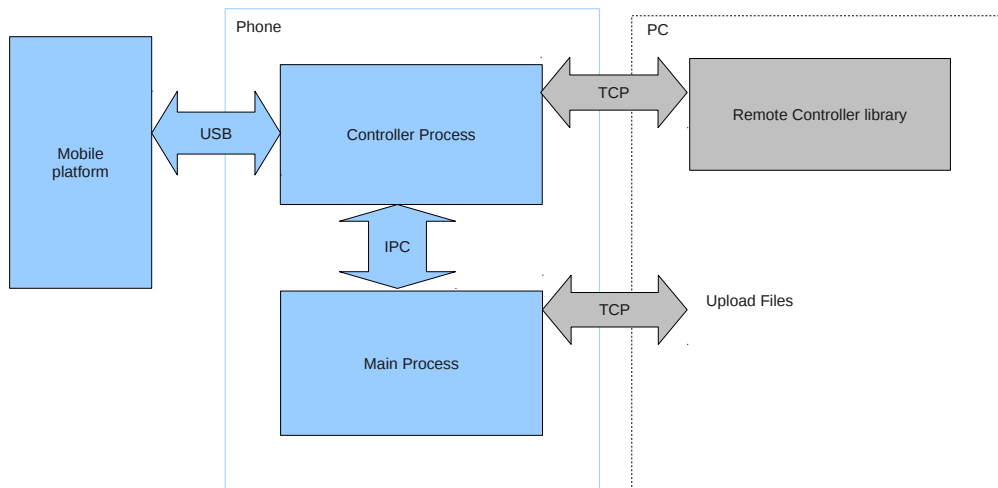 Phone
PC
Mobile
platform
USB
Controller Process
TCP
Remote Controller library
IPC
Main Process
TCP
Upload Files